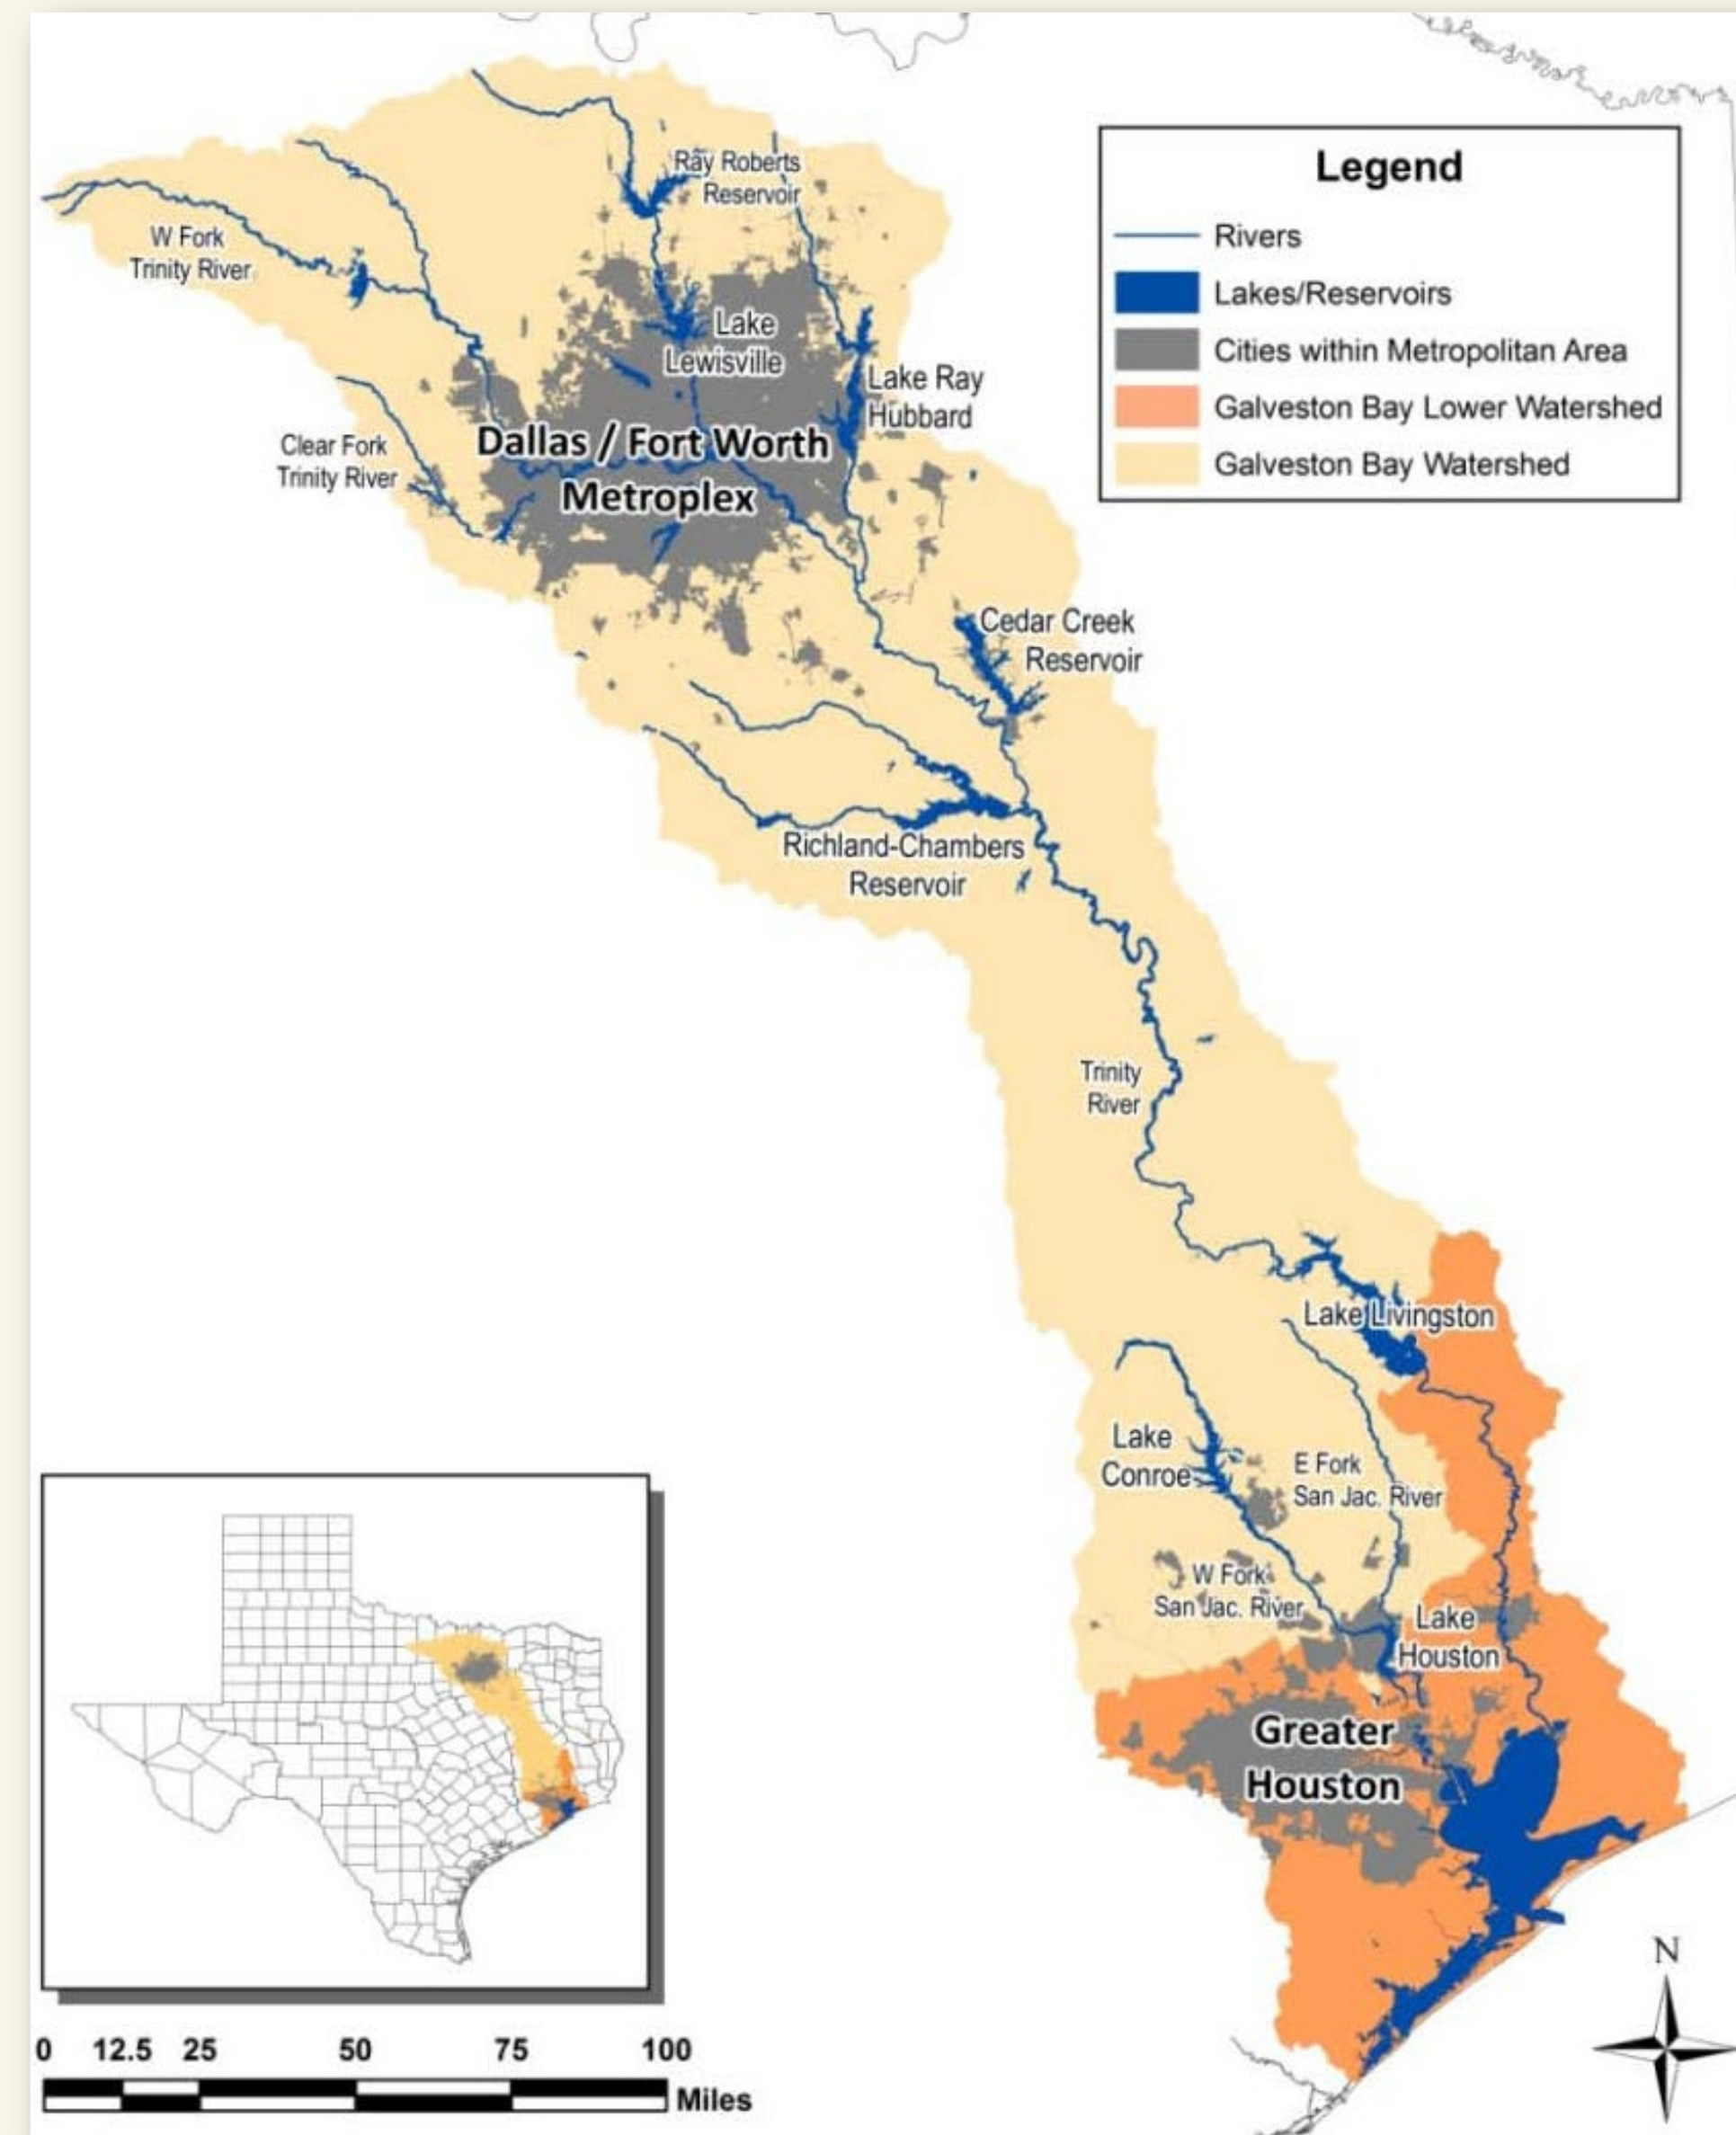 Ray Roberts
Reservoir
W Fork
Trinity River
Lake
Lewisville
Lake Ray
Hubbard
Clear Fork
Trinity River
Dallas / Fort Worth
Metroplex
Cedar Creek
Reservoir
Richland-Chambers
Reservoir
Trinity
River
Lake Livingston
Lake
Conroe
E Fork
San Jac. River
W Fork
San Jac. River
Lake
Houston
Greater
Houston
Legend
Rivers
Lakes/Reservoirs
Cities within Metropolitan Area
Galveston Bay Lower Watershed
Galveston Bay Watershed
N
0 12.5 25 50 75 100
Miles